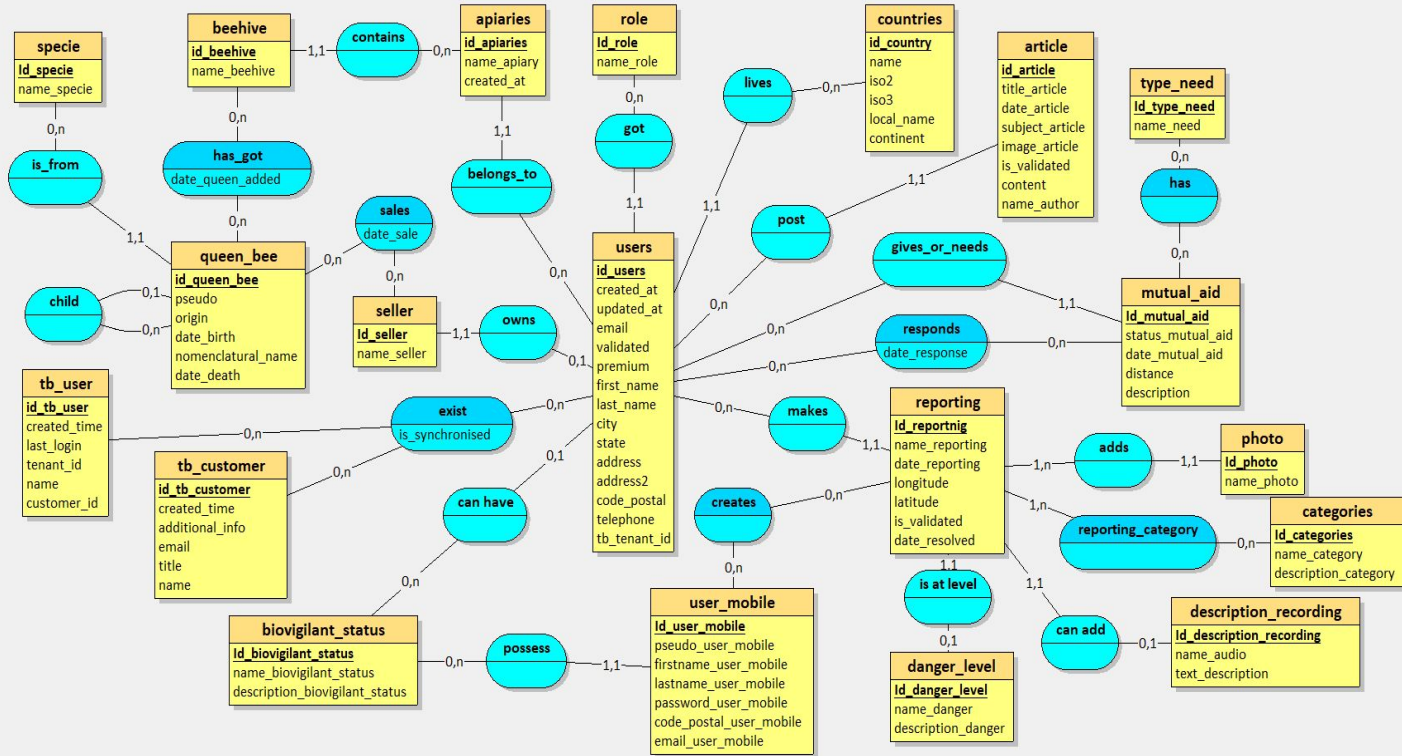 specie
Id_specie
name_specie
beehive
id_beehive
name_beehive
1,1
contains
0,n
apiaries
id_apiaries
name_apiary
created_at
role
Id_role
name_role
countries
id_country
name
iso2
iso3
local_name
continent
article
id_article
title_article
date_article
subject_article
image_article
is_validated
content
name_author
type_need
Id_type_need
name_need
lives
0,n
1,1
0,n
is_from
1,1
0,n
has_got
date_queen_added
0,n
1,1
belongs_to
0,n
0,n
got
1,1
1,1
post
0,n
0,n
has
0,n
sales
date_sale
0,n
0,n
queen_bee
id_queen_bee
pseudo
origin
date_birth
nomenclatural_name
date_death
child
0,1
0,n
seller
Id_seller
name_seller
1,1
owns
0,1
users
id_users
created_at
updated_at
email
validated
premium
first_name
last_name
city
state
address
address2
code_postal
telephone
tb_tenant_id
gives_or_needs
1,1
0,n
responds
date_response
0,n
0,n
mutual_aid
Id_mutual_aid
status_mutual_aid
date_mutual_aid
distance
description
tb_user
id_tb_user
created_time
last_login
tenant_id
name
customer_id
exist
is_synchronised
0,n
0,n
0,n
tb_customer
id_tb_customer
created_time
additional_info
email
title
name
0,n
makes
1,1
reporting
Id_reportnig
name_reporting
date_reporting
longitude
latitude
is_validated
date_resolved
1,n
adds
1,1
photo
Id_photo
name_photo
1,n
reporting_category
0,n
categories
Id_categories
name_category
description_category
0,1
can have
0,n
creates
0,n
0,n
1,1
is at level
0,1
1,1
can add
0,1
description_recording
Id_description_recording
name_audio
text_description
biovigilant_status
Id_biovigilant_status
name_biovigilant_status
description_biovigilant_status
0,n
possess
1,1
user_mobile
Id_user_mobile
pseudo_user_mobile
firstname_user_mobile
lastname_user_mobile
password_user_mobile
code_postal_user_mobile
email_user_mobile
danger_level
Id_danger_level
name_danger
description_danger